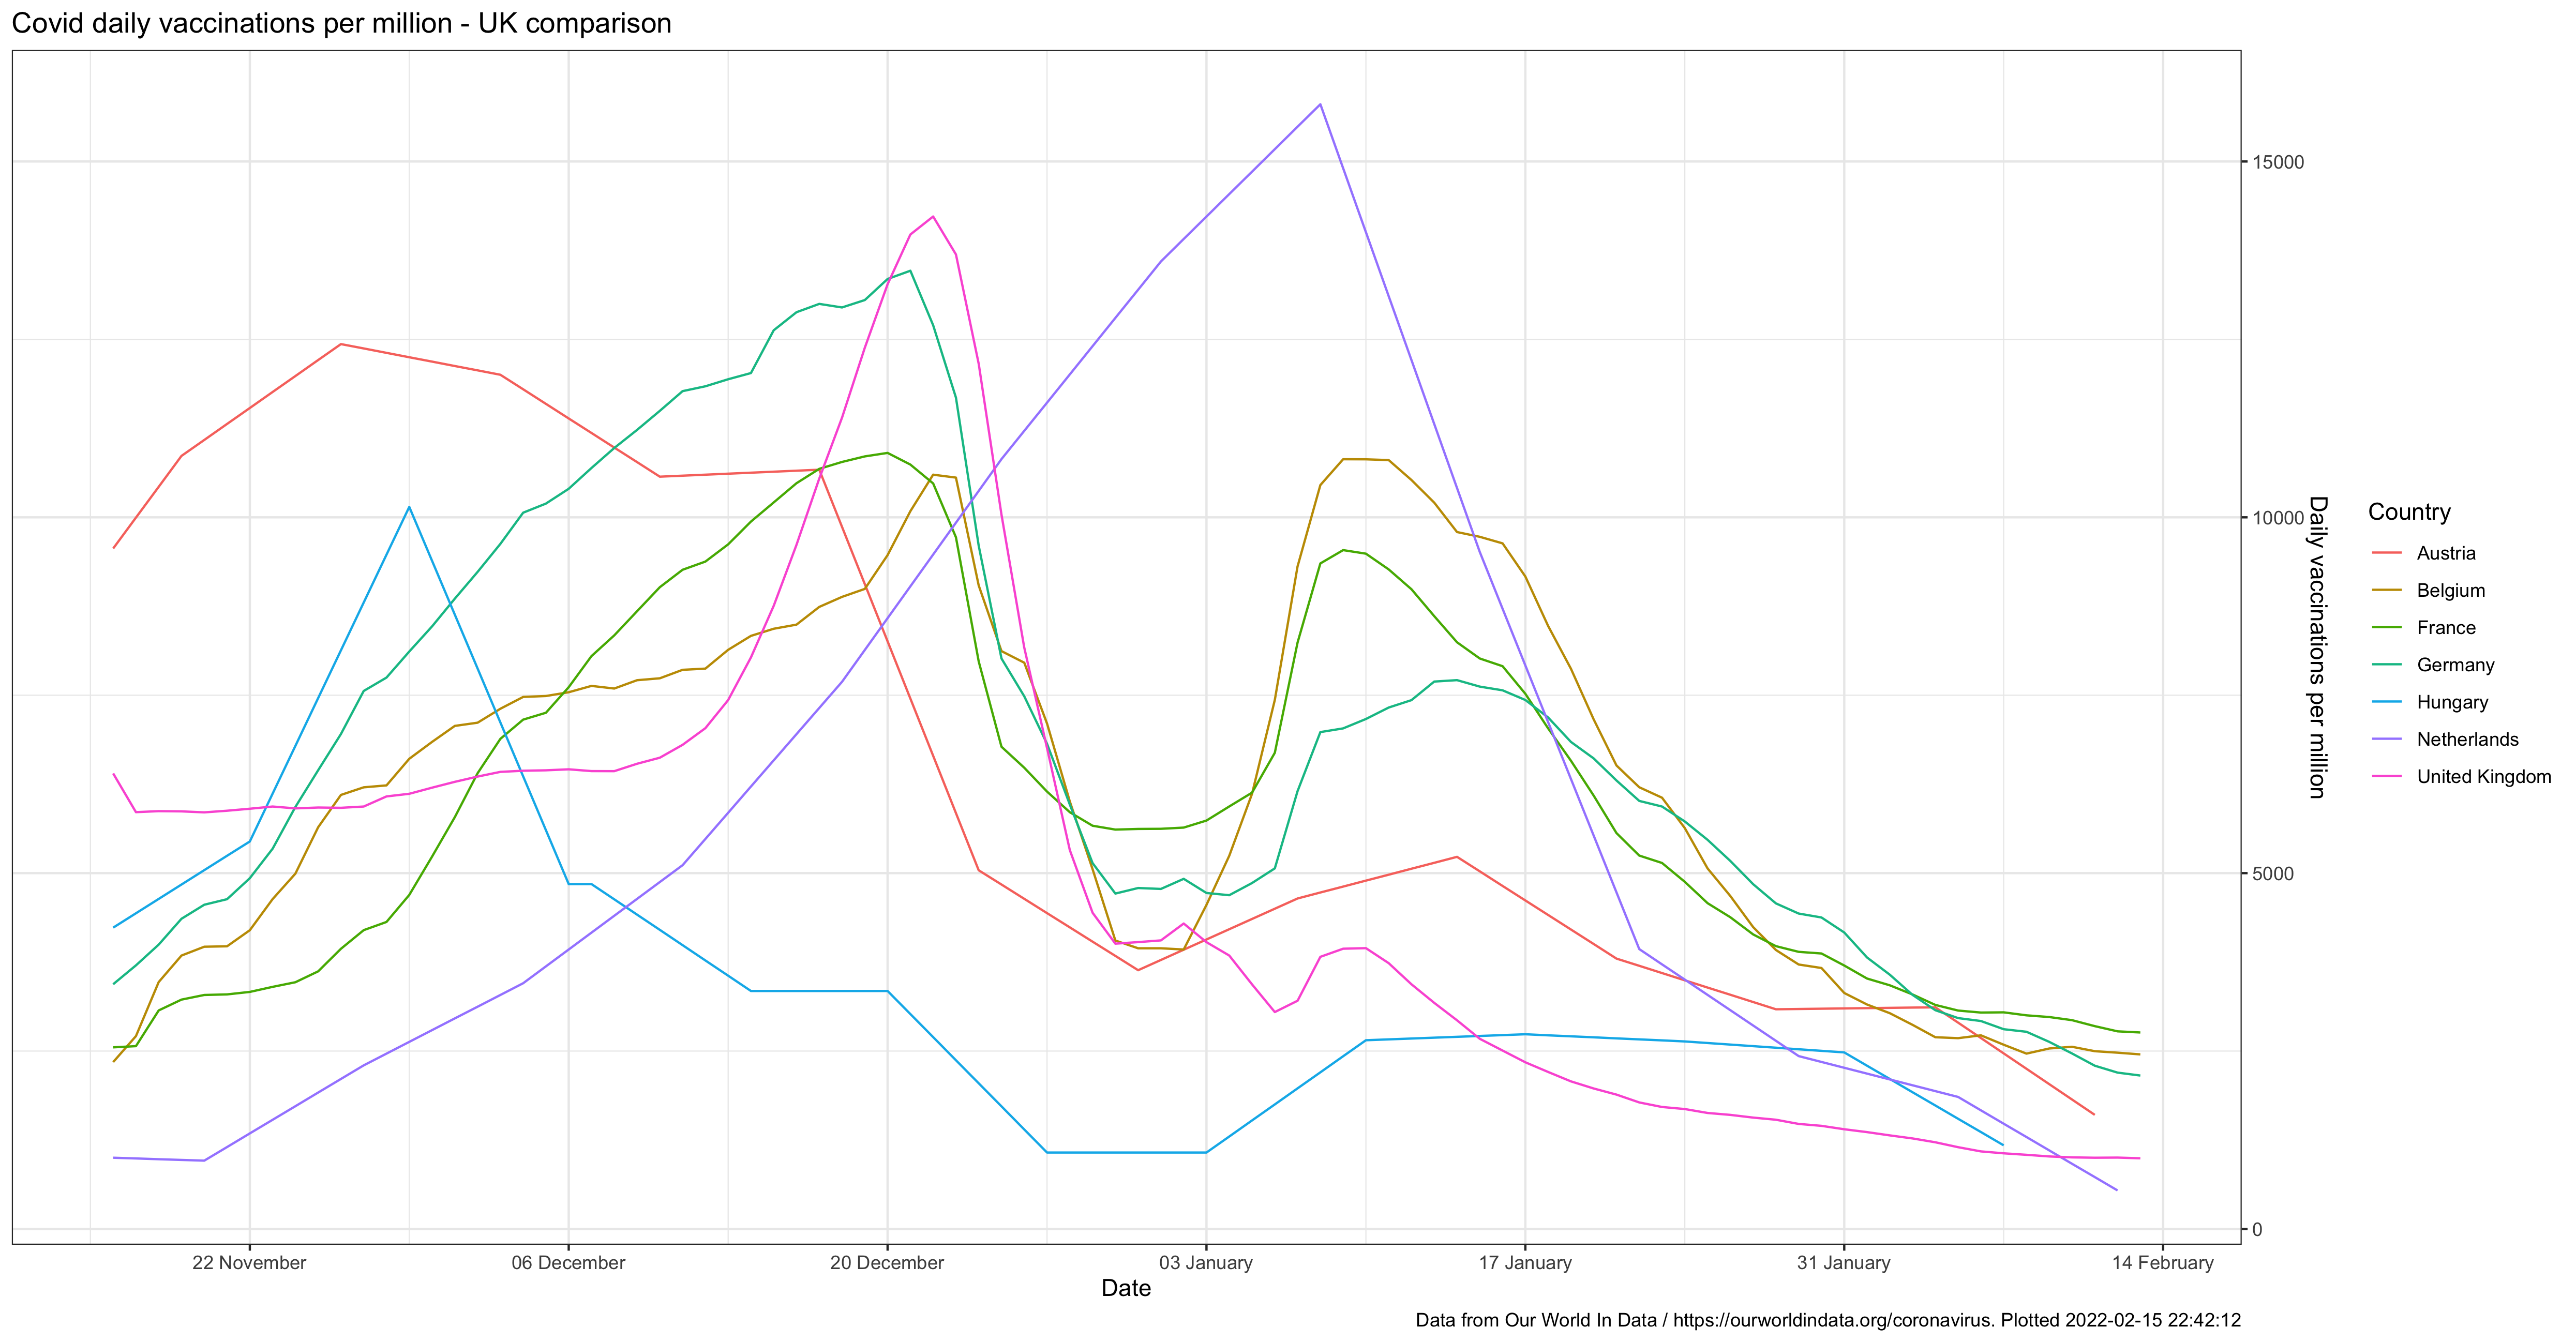 Covid daily vaccinations per million - UK comparison
15000
10000
5000
0
Daily vaccinations per million
Country
Austria
Belgium
France
Germany
Hungary
Netherlands
United Kingdom
22 November
06 December
20 December
03 January
17 January
31 January
14 February
Date
Data from Our World In Data / https://ourworldindata.org/coronavirus. Plotted 2022-02-15 22:42:12